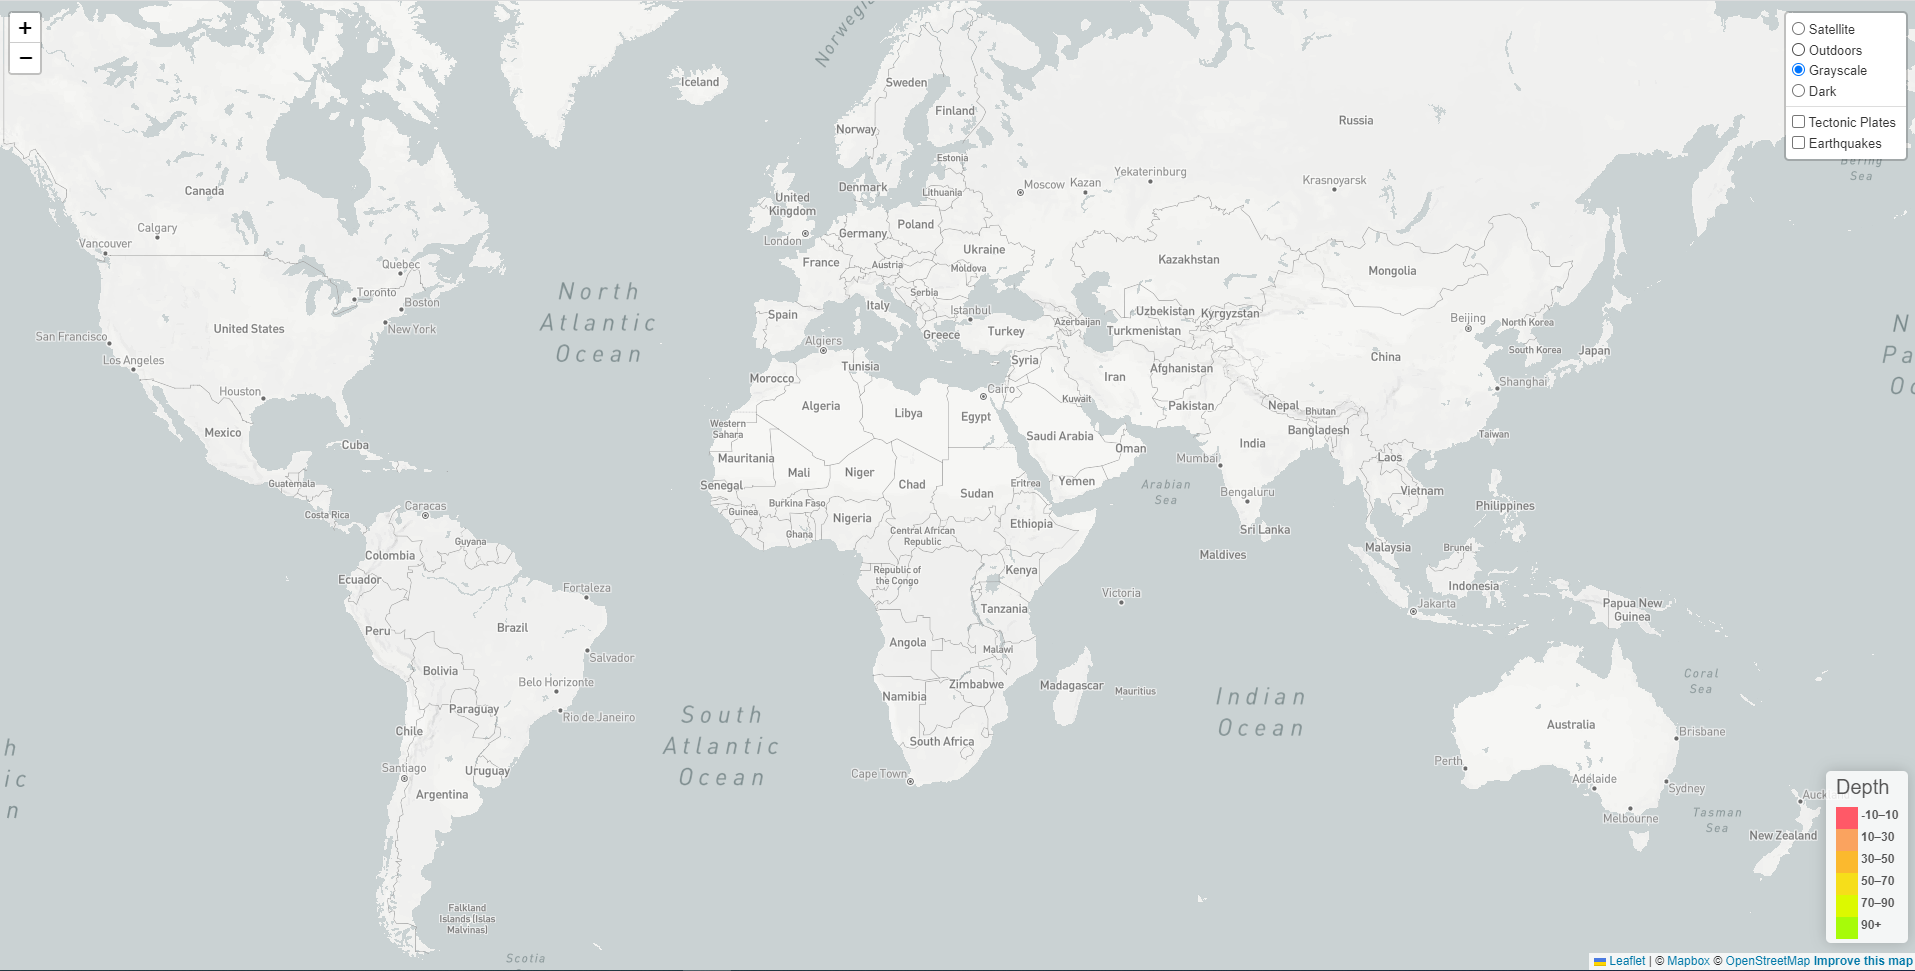 +
−
Satellite
Outdoors
Grayscale
Dark
Tectonic Plates
Earthquakes
Norwegi
Iceland
Sweden
Finland
Norway
Russia
Estonia
Bering
Sea
Canada
Denmark
Lithuania
Moscow
Kazan
Yekaterinburg
Krasnoyarsk
United
Kingdom
Calgary
Vancouver
London
Poland
Germany
Ukraine
Quebec
France
Austria
Moldova
Kazakhstan
Mongolia
Toronto
Boston
North
Atlantic
Ocean
Serbia
Italy
Istanbul
Spain
Uzbekistan
Kyrgyzstan
Beijing
North Korea
San Francisco
United States
New York
Algiers
Greece
Turkey
Azerbaijan
Turkmenistan
South Korea
Japan
China
N
Pa
Oc
Los Angeles
Tunisia
Syria
Afghanistan
Iran
Morocco
Houston
Cairo
Kuwait
Shanghai
Algeria
Libya
Egypt
Pakistan
Nepal
Bhutan
Mexico
Western
Sahara
Cuba
Saudi Arabia
Oman
India
Bangladesh
Taiwan
Mauritania
Mali
Niger
Mumbai
Laos
Guatemala
Senegal
Chad
Sudan
Eritrea
Yemen
Arabian
Sea
Bengaluru
Vietnam
Costa Rica
Caracas
Guinea
Burkina Faso
Nigeria
Ghana
Central African
Republic
Ethiopia
Sri Lanka
Philippines
Guyana
Colombia
Maldives
Malaysia
Brunei
Ecuador
Republic of
the Congo
Kenya
Indonesia
Fortaleza
Victoria
Tanzania
Jakarta
Papua New
Guinea
Peru
Brazil
Angola
Malawi
Salvador
Bolivia
Belo Horizonte
Namibia
Zimbabwe
Madagascar
Mauritius
Indian
Ocean
Coral
Sea
Paraguay
Rio de Janeiro
South
Atlantic
Ocean
Chile
South Africa
Australia
Brisbane
h
ic
n
Santiago
Uruguay
Argentina
Cape Town
Perth
Adelaide
Sydney
Melbourne
Tasman
Sea
Auck
New Zealand
Depth
-10–10
10–30
30–50
50–70
70–90
90+
Falkland
Islands (Islas
Malvinas)
Scotia
Leaflet | © Mapbox © OpenStreetMap Improve this map